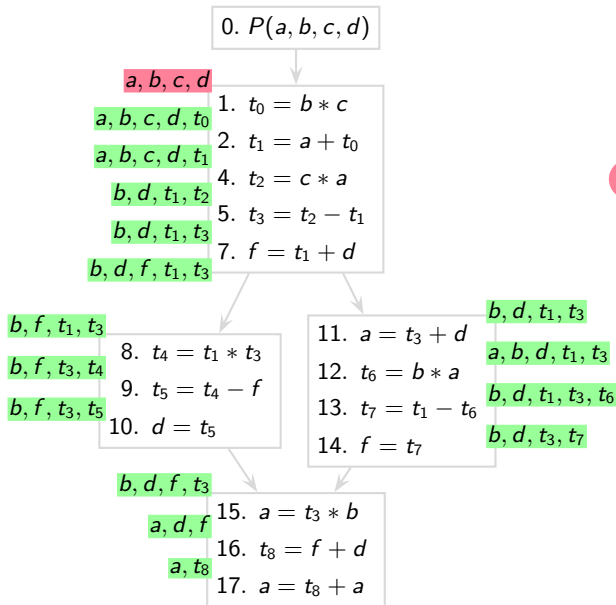 0. P(a, b, c, d)
a, b, c, d
1. t₀ = b ∗ c
a, b, c, d, t₀
2. t₁ = a + t₀
a, b, c, d, t₁
4. t₂ = c ∗ a
b, d, t₁, t₂
5. t₃ = t₂ − t₁
b, d, t₁, t₃
7. f = t₁ + d
b, d, f, t₁, t₃
b, f, t₁, t₃
8. t₄ = t₁ ∗ t₃
b, f, t₃, t₄
9. t₅ = t₄ − f
b, f, t₃, t₅
10. d = t₅
b, d, t₁, t₃
11. a = t₃ + d
a, b, d, t₁, t₃
12. t₆ = b ∗ a
b, d, t₁, t₃, t₆
13. t₇ = t₁ − t₆
b, d, t₃, t₇
14. f = t₇
b, d, f, t₃
15. a = t₃ ∗ b
a, d, f
16. t₈ = f + d
a, t₈
17. a = t₈ + a